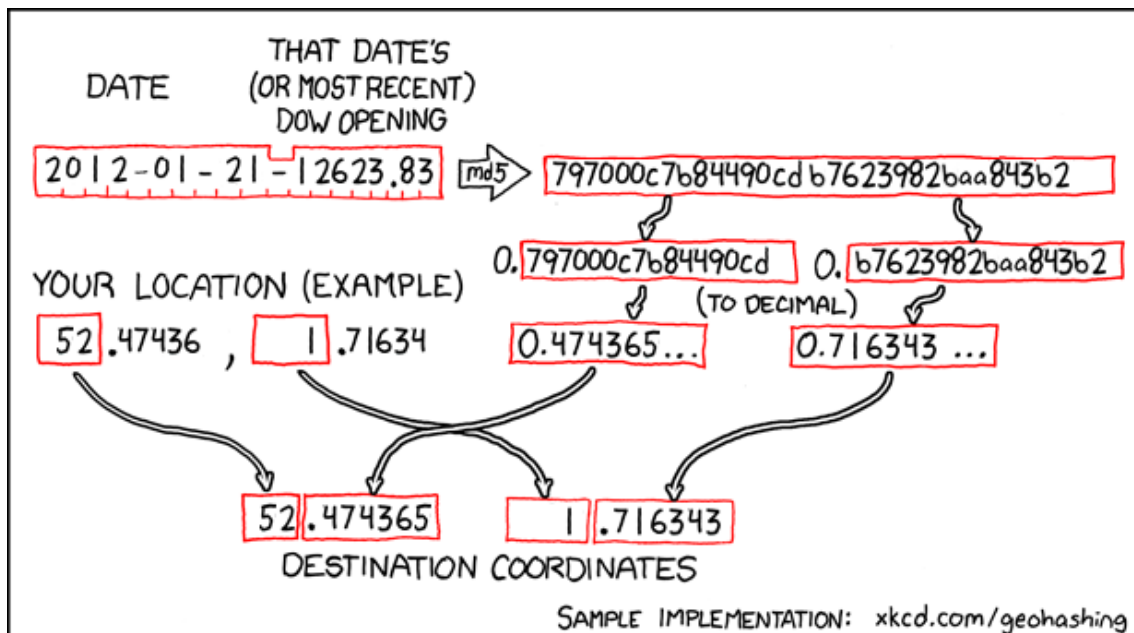 DATE
THAT DATE'S
(OR MOST RECENT)
DOW OPENING
2012-01-21-12623.83
md5
797000c7b84490cdb7623982baa843b2
0.797000c7b84490cd
0.b7623982baa843b2
YOUR LOCATION (EXAMPLE)
(TO DECIMAL)
52.47436, 1.71634
0.474365...
0.716343...
52.474365
1.716343
DESTINATION COORDINATES
SAMPLE IMPLEMENTATION: xkcd.com/geohashing